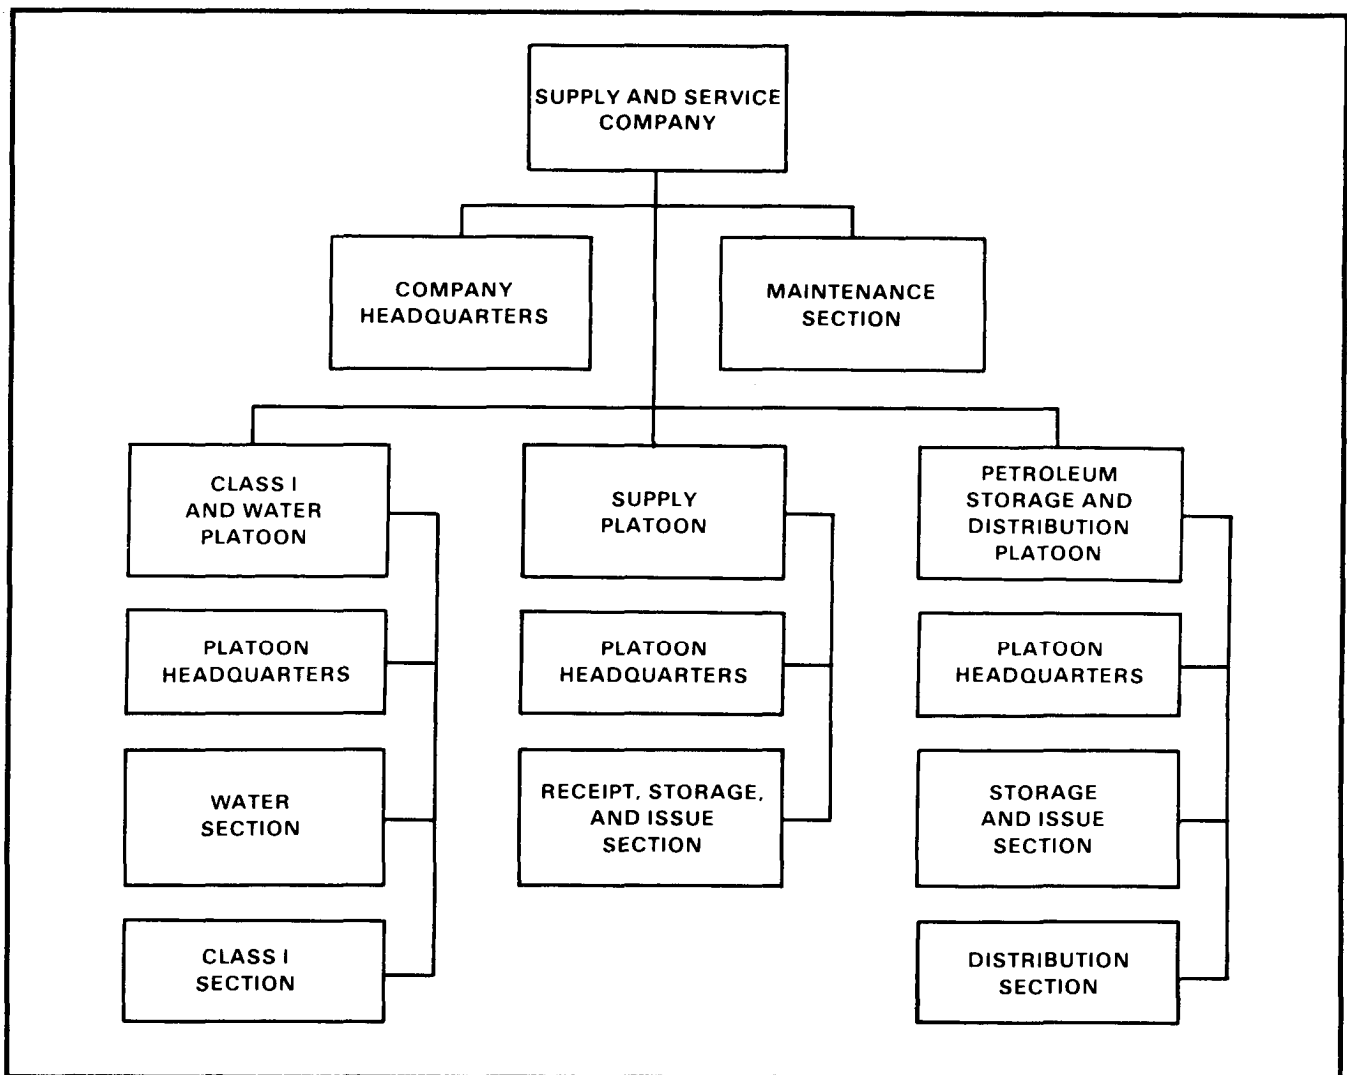 SUPPLY AND SERVICE
COMPANY
COMPANY
HEADQUARTERS
MAINTENANCE
SECTION
CLASS I
AND WATER
PLATOON
SUPPLY
PLATOON
PETROLEUM
STORAGE AND
DISTRIBUTION
PLATOON
PLATOON
HEADQUARTERS
PLATOON
HEADQUARTERS
PLATOON
HEADQUARTERS
WATER
SECTION
RECEIPT, STORAGE,
AND ISSUE
SECTION
STORAGE
AND ISSUE
SECTION
CLASS I
SECTION
DISTRIBUTION
SECTION